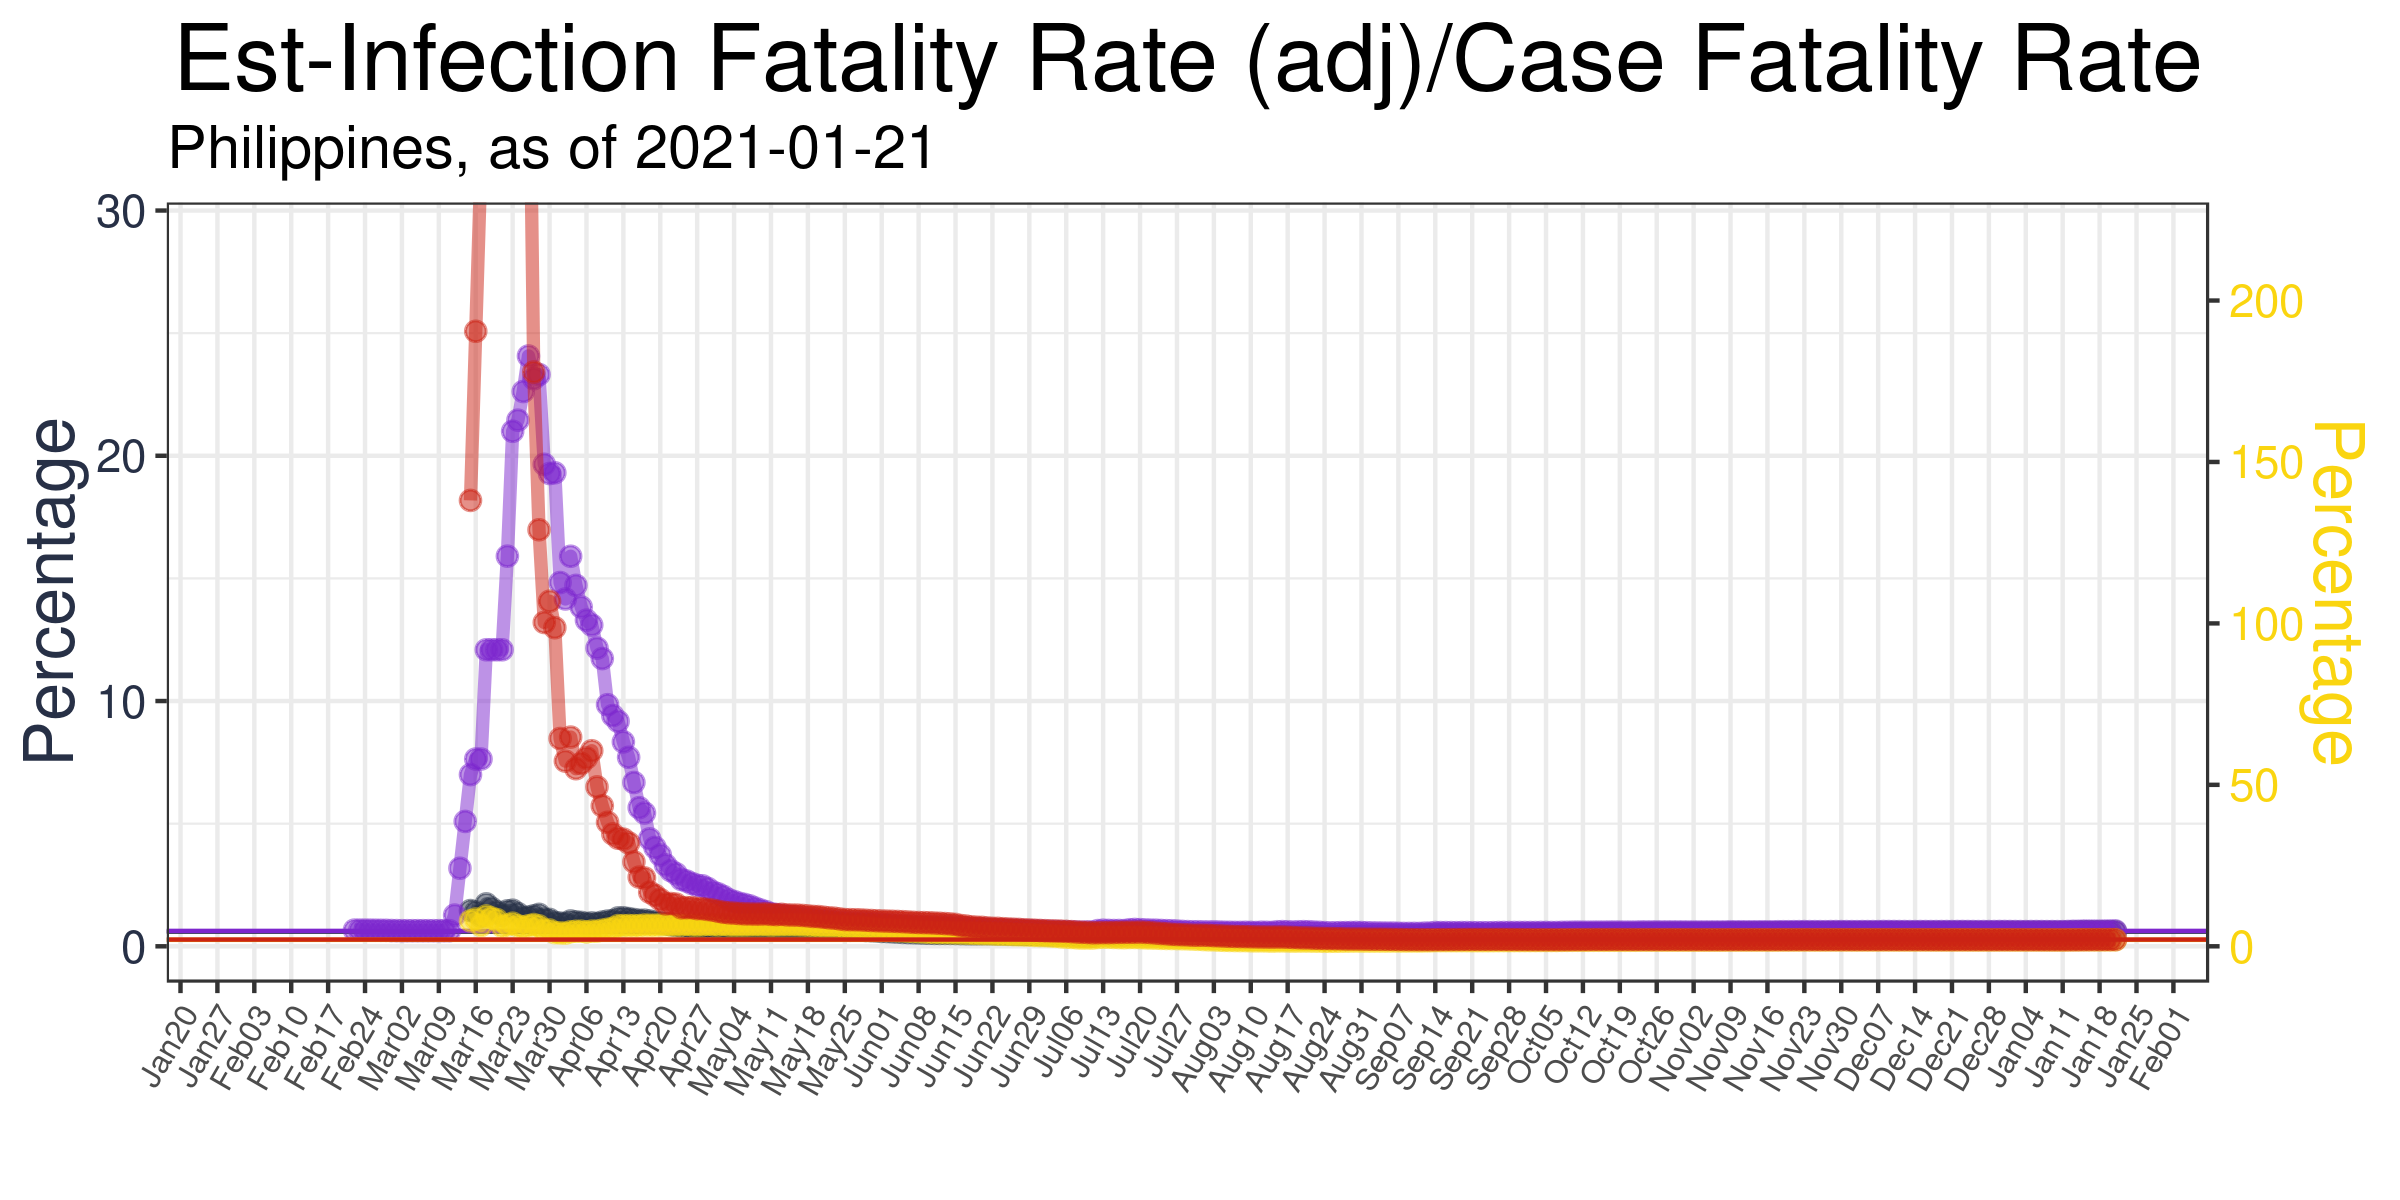 Est-Infection Fatality Rate (adj)/Case Fatality Rate
Philippines, as of 2021-01-21
Percentage
30
20
10
0
200
150
100
50
0
Percentage
Jan20
Jan27
Feb03
Feb10
Feb17
Feb24
Mar02
Mar09
Mar16
Mar23
Mar30
Apr06
Apr13
Apr20
Apr27
May04
May11
May18
May25
Jun01
Jun08
Jun15
Jun22
Jun29
Jul06
Jul13
Jul20
Jul27
Aug03
Aug10
Aug17
Aug24
Aug31
Sep07
Sep14
Sep21
Sep28
Oct05
Oct12
Oct19
Oct26
Nov02
Nov09
Nov16
Nov23
Nov30
Dec07
Dec14
Dec21
Dec28
Jan04
Jan11
Jan18
Jan25
Feb01